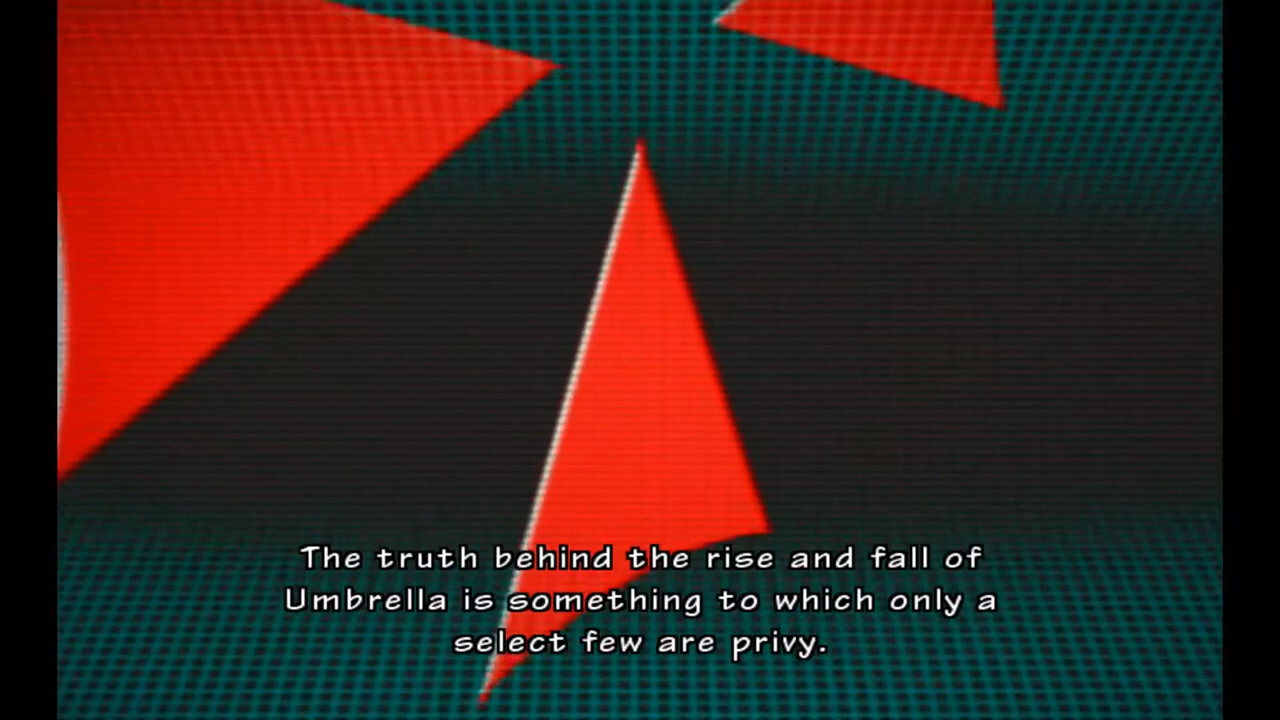 The truth behind the rise and fall of
Umbrella is something to which only a
select few are privy.